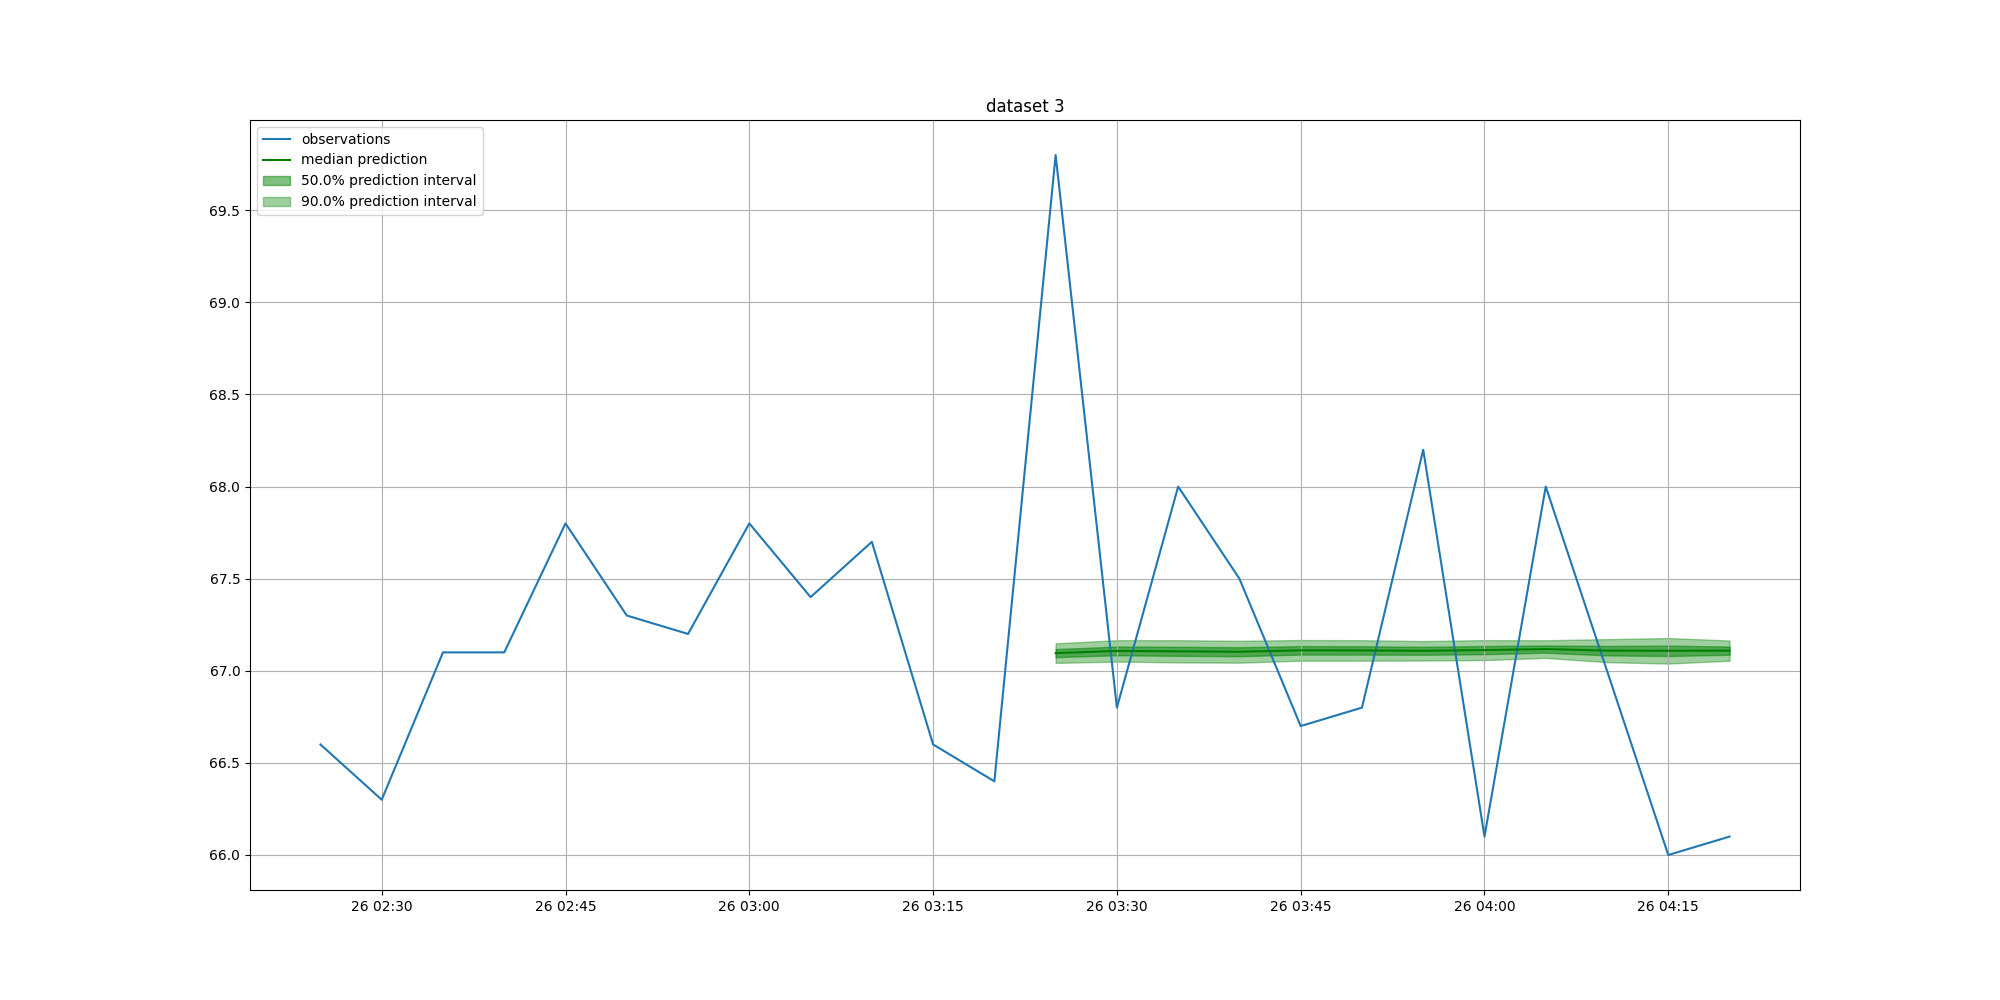 dataset 3
observations
median prediction
50.0% prediction interval
90.0% prediction interval
69.5
69.0
68.5
68.0
67.5
67.0
66.5
66.0
26 02:30 26 02:45 26 03:00 26 03:15 26 03:30 26 03:45 26 04:00 26 04:15